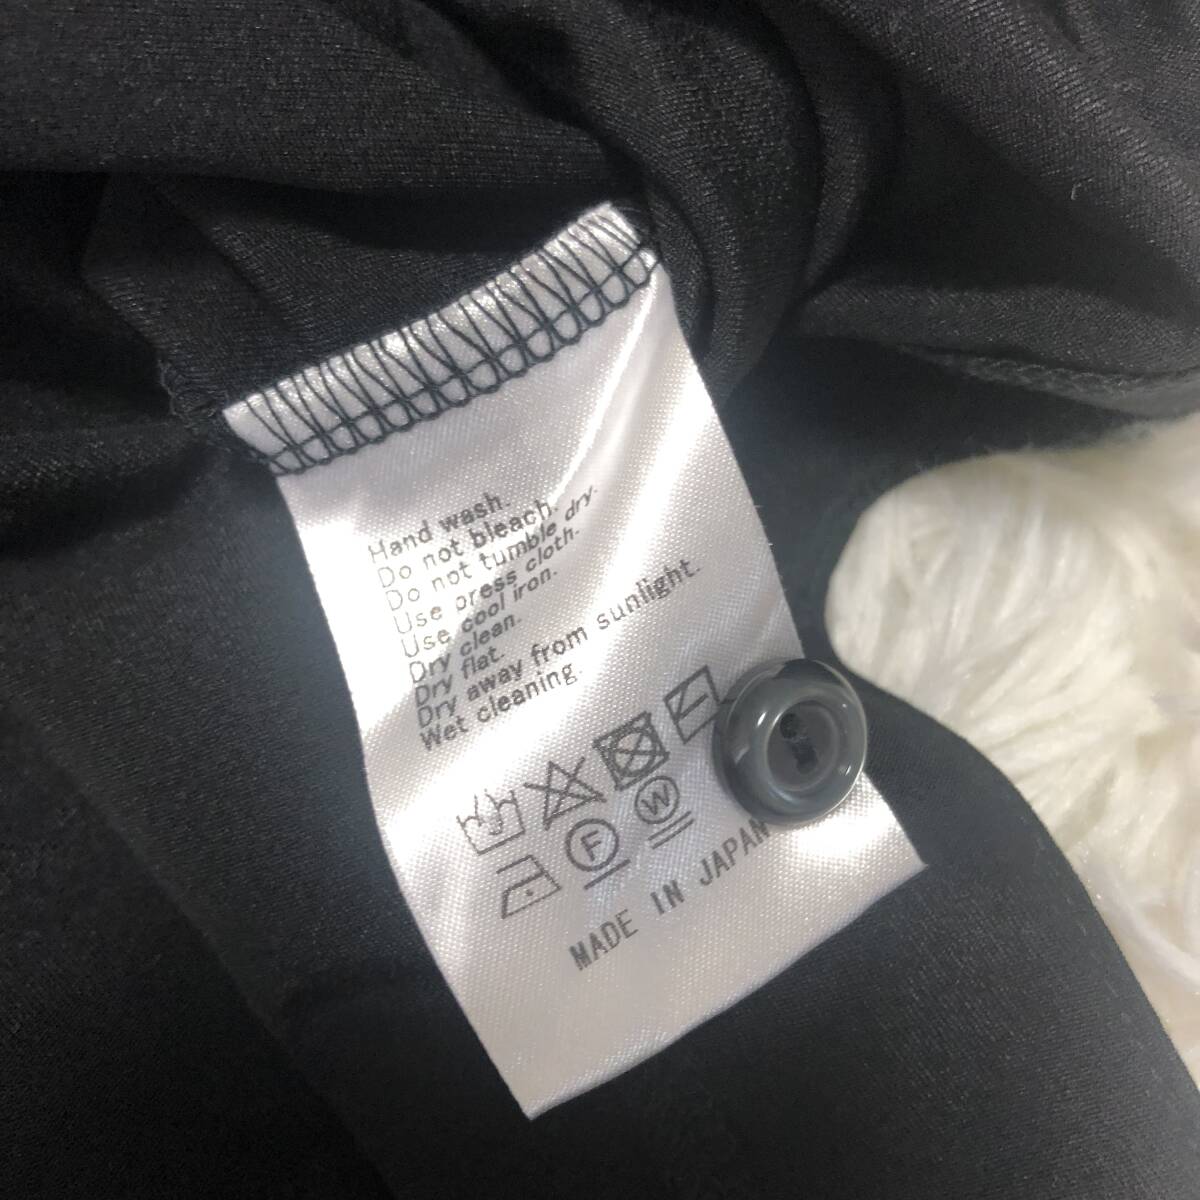 Hand wash.
Do not bleach.
Do not tumble dry.
Use press cloth.
Use cool iron.
Dry clean.
Dry flat.
Dry away from sunlight.
Wet cleaning.
F W
MADE IN JAPAN